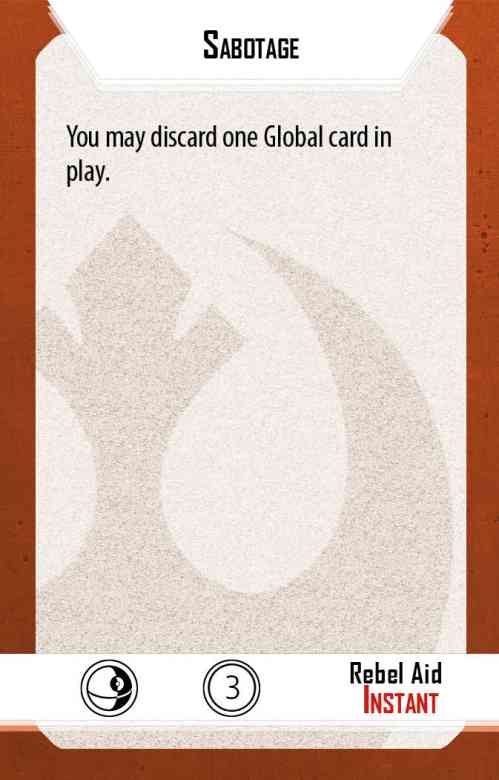 Sabotage
You may discard one Global card in
play.
3
Rebel Aid
Instant